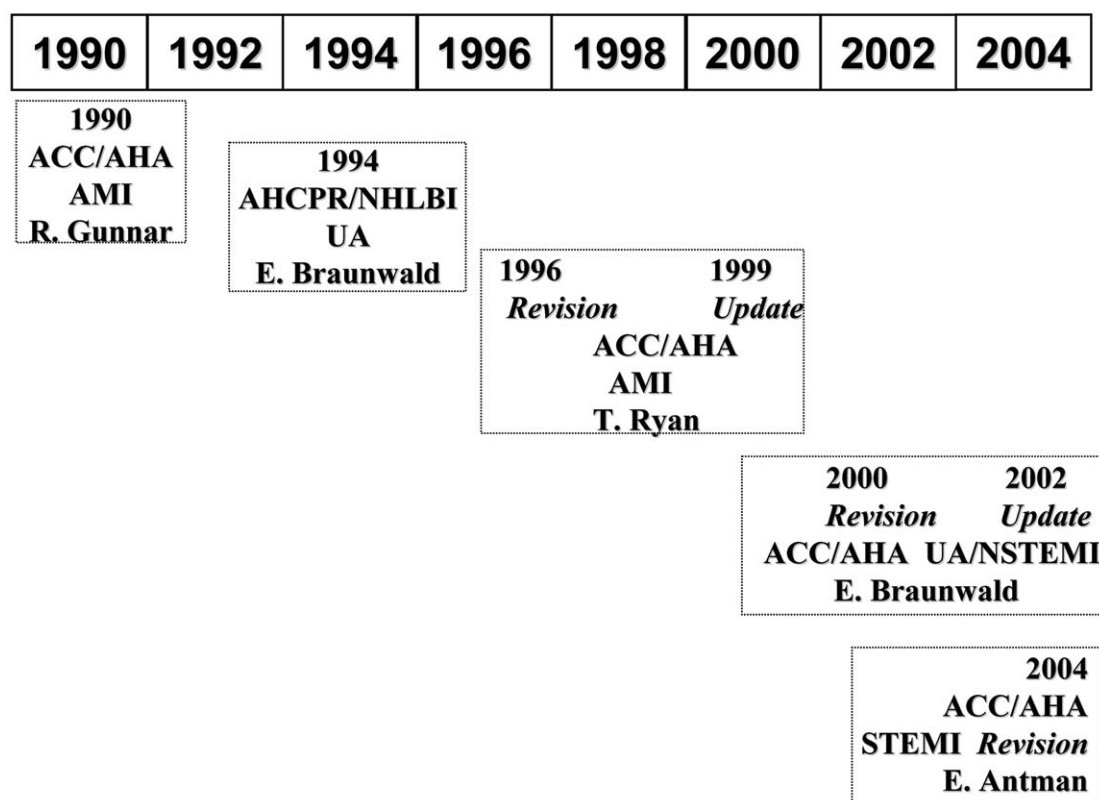 1990 1992 1994 1996 1998 2000 2002 2004
1990
ACC/AHA
AMI
R. Gunnar
1994
AHCPR/NHLBI
UA
E. Braunwald
1996 1999
Revision Update
ACC/AHA
AMI
T. Ryan
2000 2002
Revision Update
ACC/AHA UA/NSTEMI
E. Braunwald
2004
ACC/AHA
STEMI Revision
E. Antman